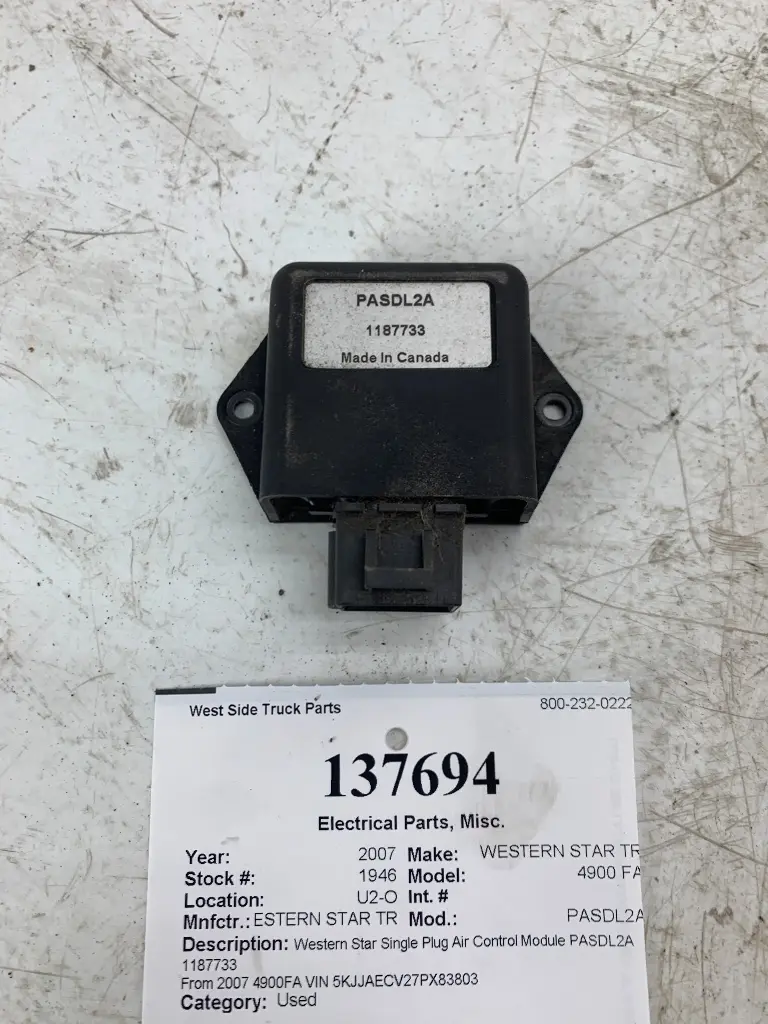 PASDL2A
1187733
Made In Canada
West Side Truck Parts 800-232-0222
137694
Electrical Parts, Misc.
Year: 2007 Make: WESTERN STAR TR
Stock #: 1946 Model: 4900 FA
Location: U2-O Int. #
Mnfctr.: ESTERN STAR TR Mod.: PASDL2A
Description: Western Star Single Plug Air Control Module PASDL2A
1187733
From 2007 4900FA VIN 5KJJAECV27PX83803
Category: Used